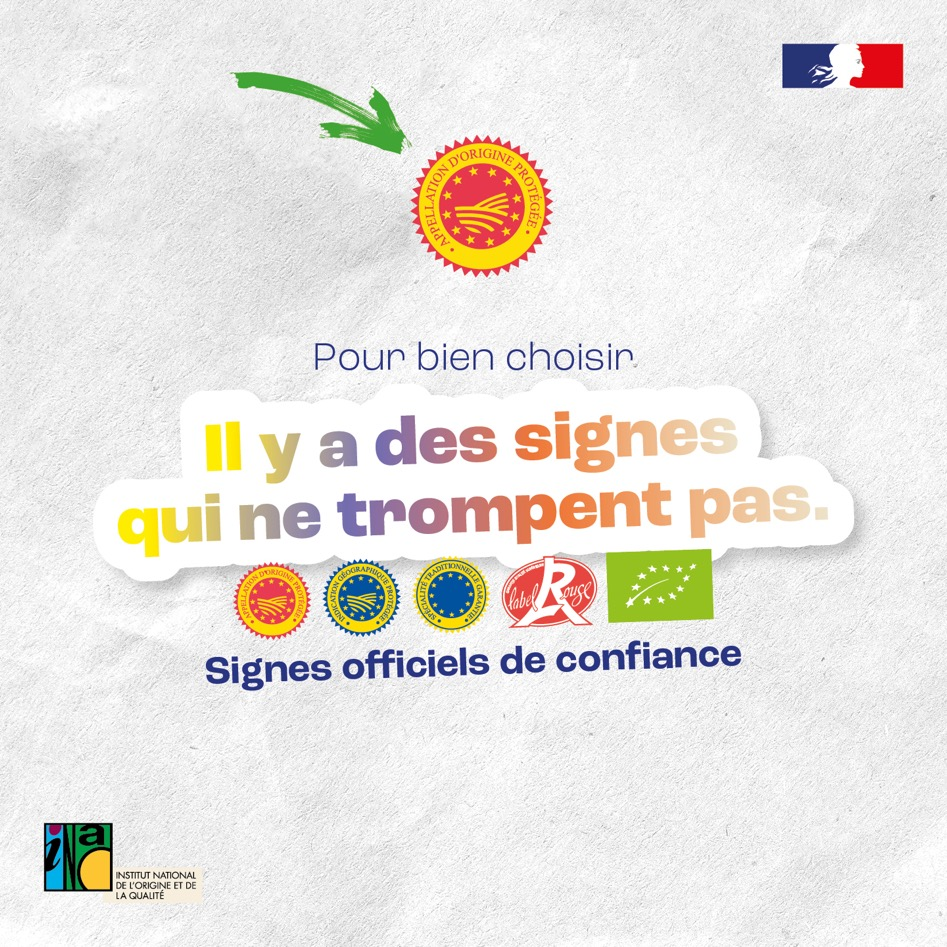 APPELLATION D'ORIGINE PROTÉGÉE
Pour bien choisir
Il y a des signes
qui ne trompent pas.
APPELLATION D'ORIGINE PROTÉGÉE
INDICATION GÉOGRAPHIQUE PROTÉGÉE
SPÉCIALITÉ TRADITIONNELLE GARANTIE
label Rouge
Signes officiels de confiance
inao
INSTITUT NATIONAL
DE L'ORIGINE ET DE
LA QUALITÉ